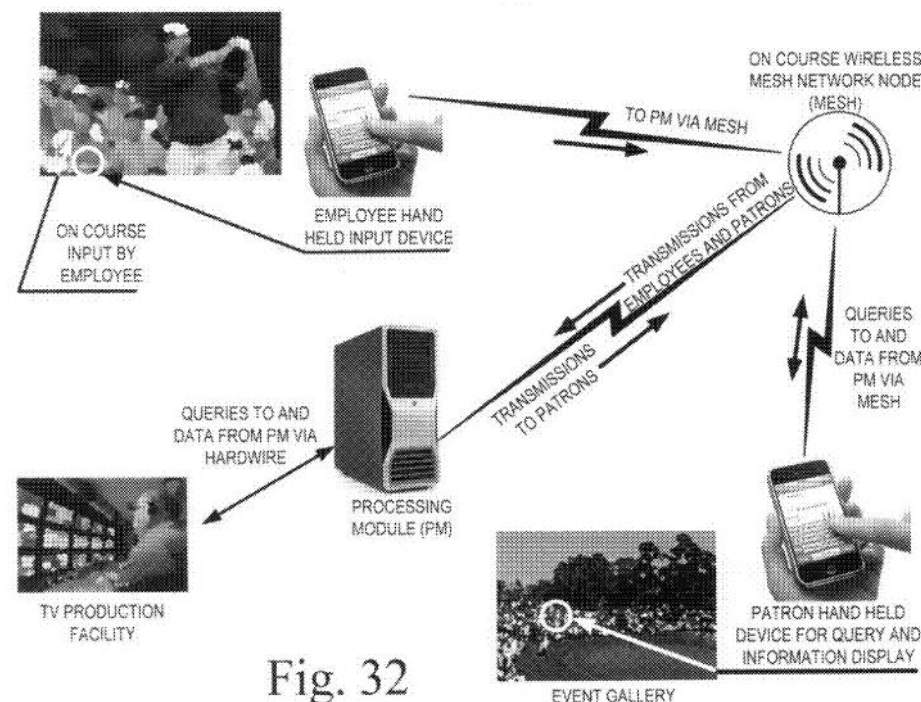 ON COURSE WIRELESS
MESH NETWORK NODE
(MESH)
TO PM VIA MESH
EMPLOYEE HAND
HELD INPUT DEVICE
ON COURSE
INPUT BY
EMPLOYEE
TRANSMISSIONS FROM
EMPLOYEES AND PATRONS
TRANSMISSIONS
TO PATRONS
QUERIES
TO AND
DATA FROM
PM VIA
MESH
QUERIES TO AND
DATA FROM PM VIA
HARDWIRE
PROCESSING
MODULE (PM)
TV PRODUCTION
FACILITY
PATRON HAND HELD
DEVICE FOR QUERY AND
INFORMATION DISPLAY
EVENT GALLERY
Fig. 32